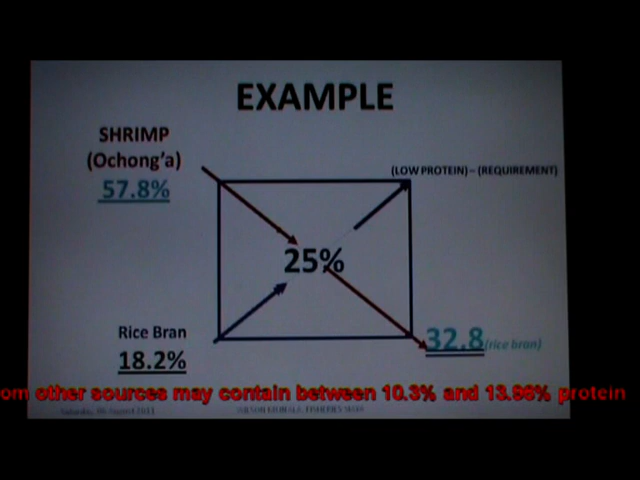 EXAMPLE
SHRIMP
(Ochong'a)
57.8%
(LOW PROTEIN) – (REQUIREMENT)
25%
Rice Bran
18.2%
32.8 (rice bran)
om other sources may contain between 10.3% and 13.96% protein